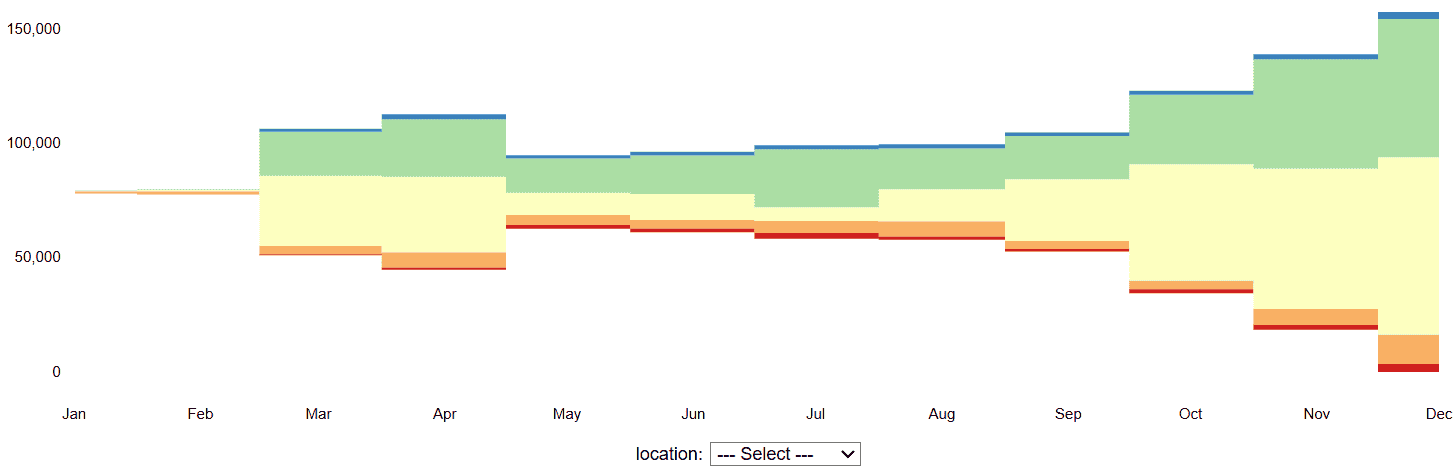 150,000
100,000
50,000
0
Jan Feb Mar Apr May Jun Jul Aug Sep Oct Nov Dec
location: --- Select ---